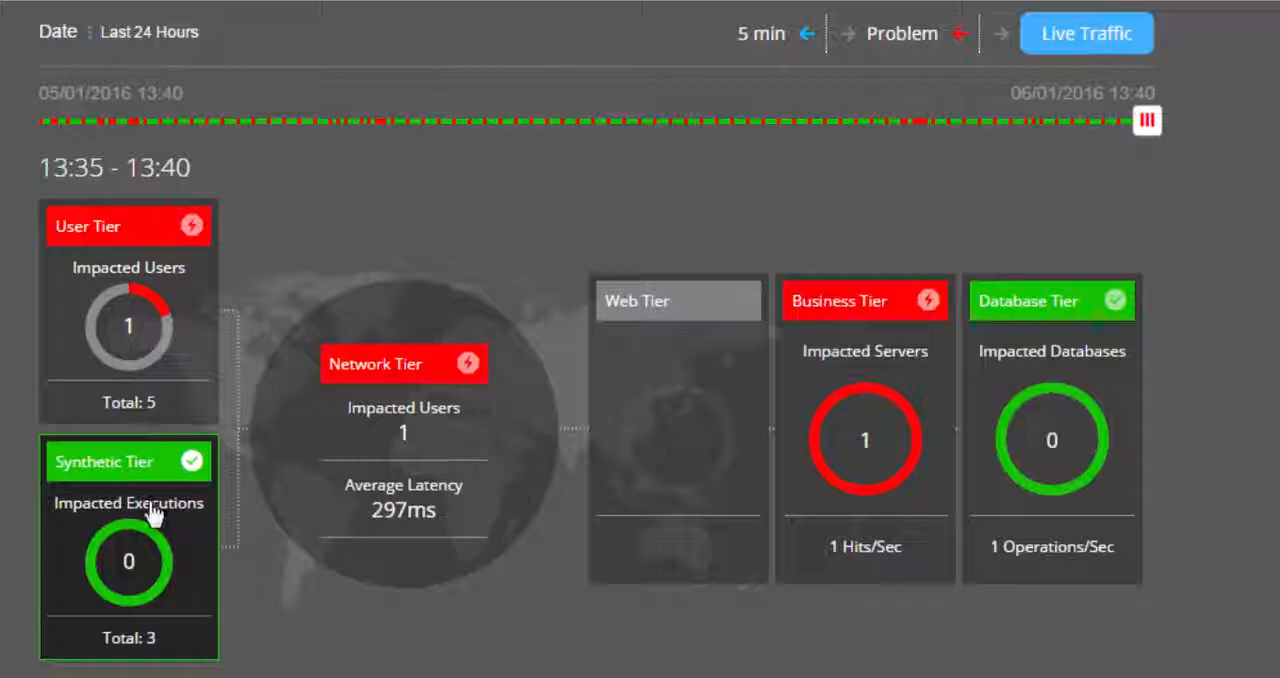 Date Last 24 Hours
5 min Problem Live Traffic
05/01/2016 13:40 06/01/2016 13:40
13:35 - 13:40
User Tier
Impacted Users
1
Total: 5
Synthetic Tier
Impacted Executions
0
Total: 3
Network Tier
Impacted Users
1
Average Latency
297ms
Web Tier
Business Tier
Impacted Servers
1
1 Hits/Sec
Database Tier
Impacted Databases
0
1 Operations/Sec